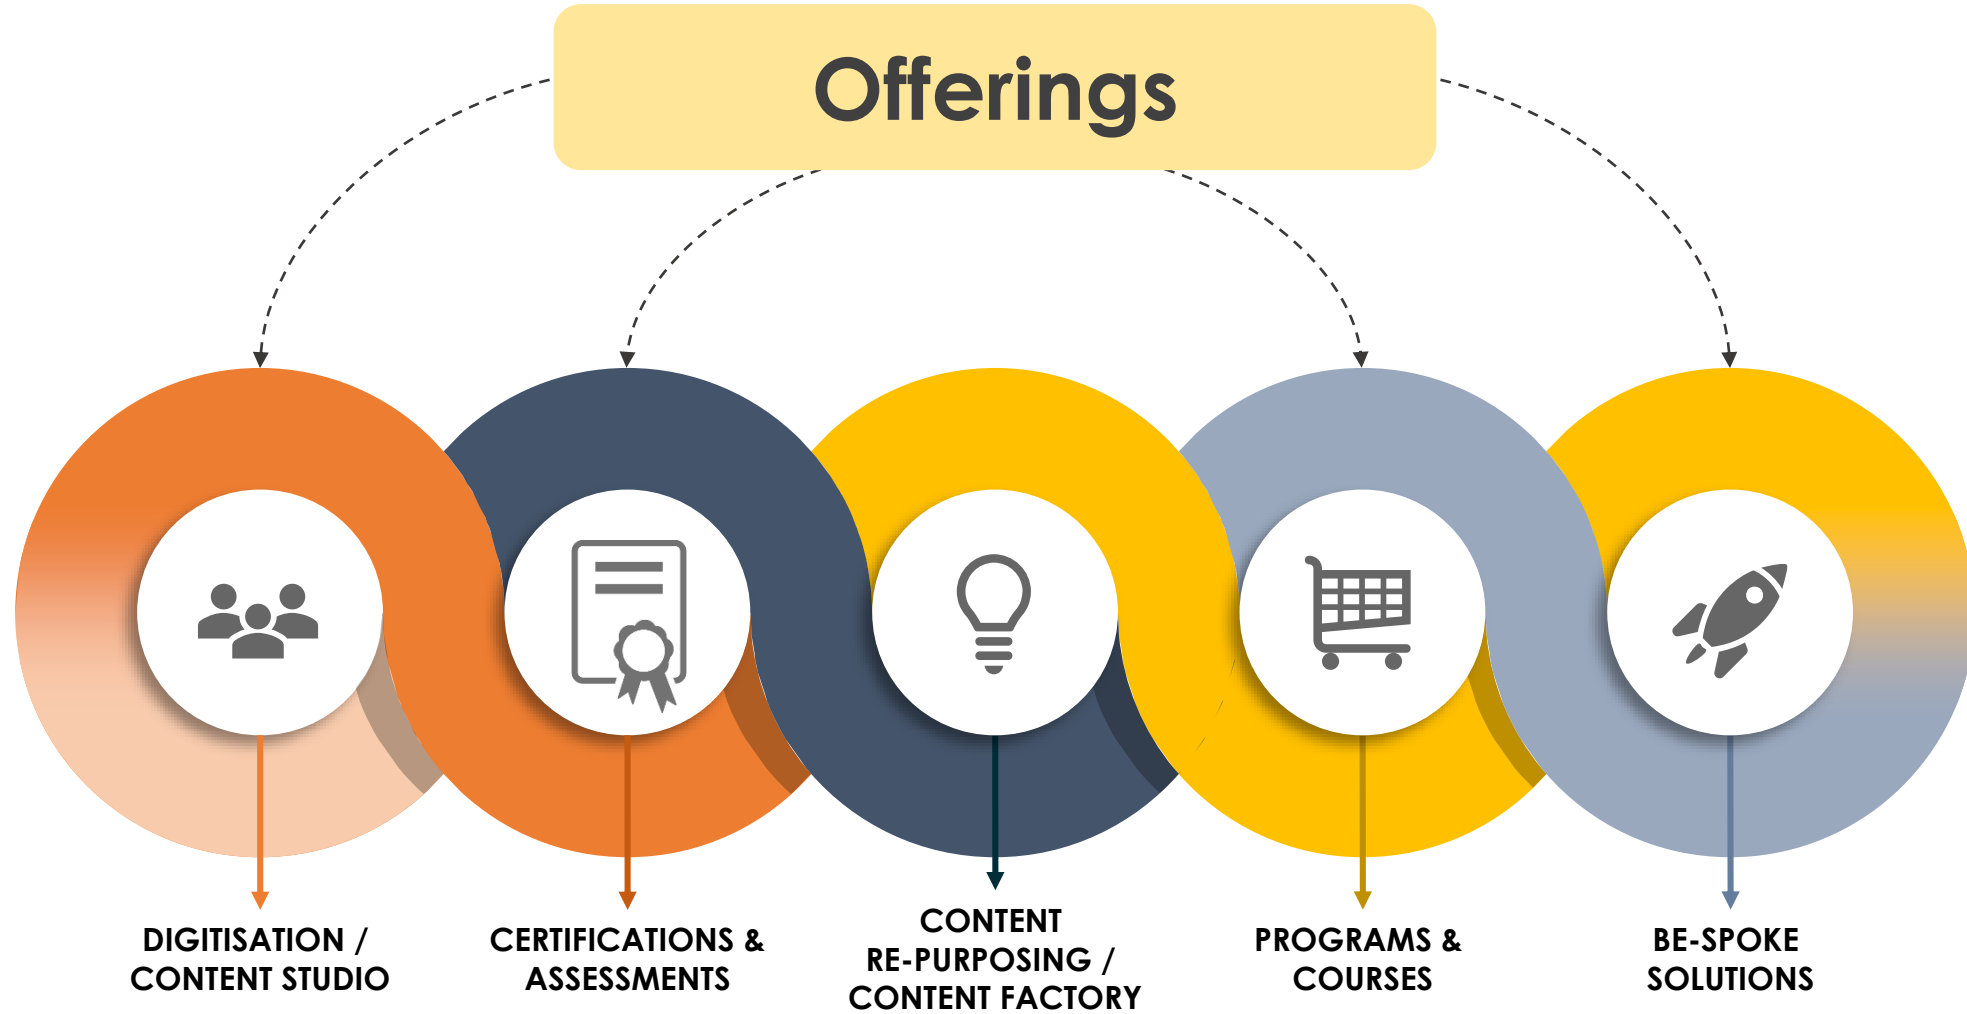 Offerings
DIGITISATION /
CONTENT STUDIO
CERTIFICATIONS &
ASSESSMENTS
CONTENT
RE-PURPOSING /
CONTENT FACTORY
PROGRAMS &
COURSES
BE-SPOKE
SOLUTIONS